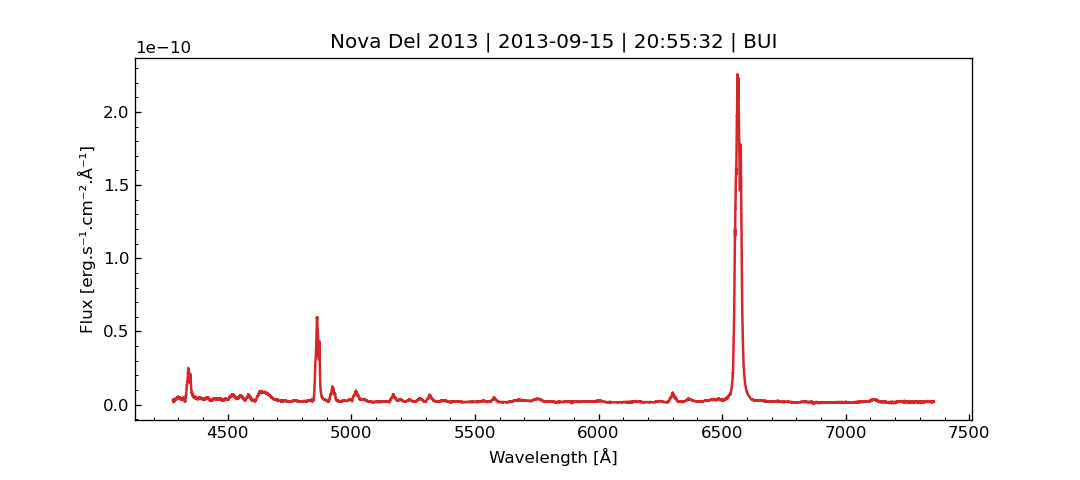 Nova Del 2013 | 2013-09-15 | 20:55:32 | BUI
1e−10
2.0
1.5
1.0
0.5
0.0
Flux [erg.s⁻¹.cm⁻².Å⁻¹]
4500 5000 5500 6000 6500 7000 7500
Wavelength [Å]